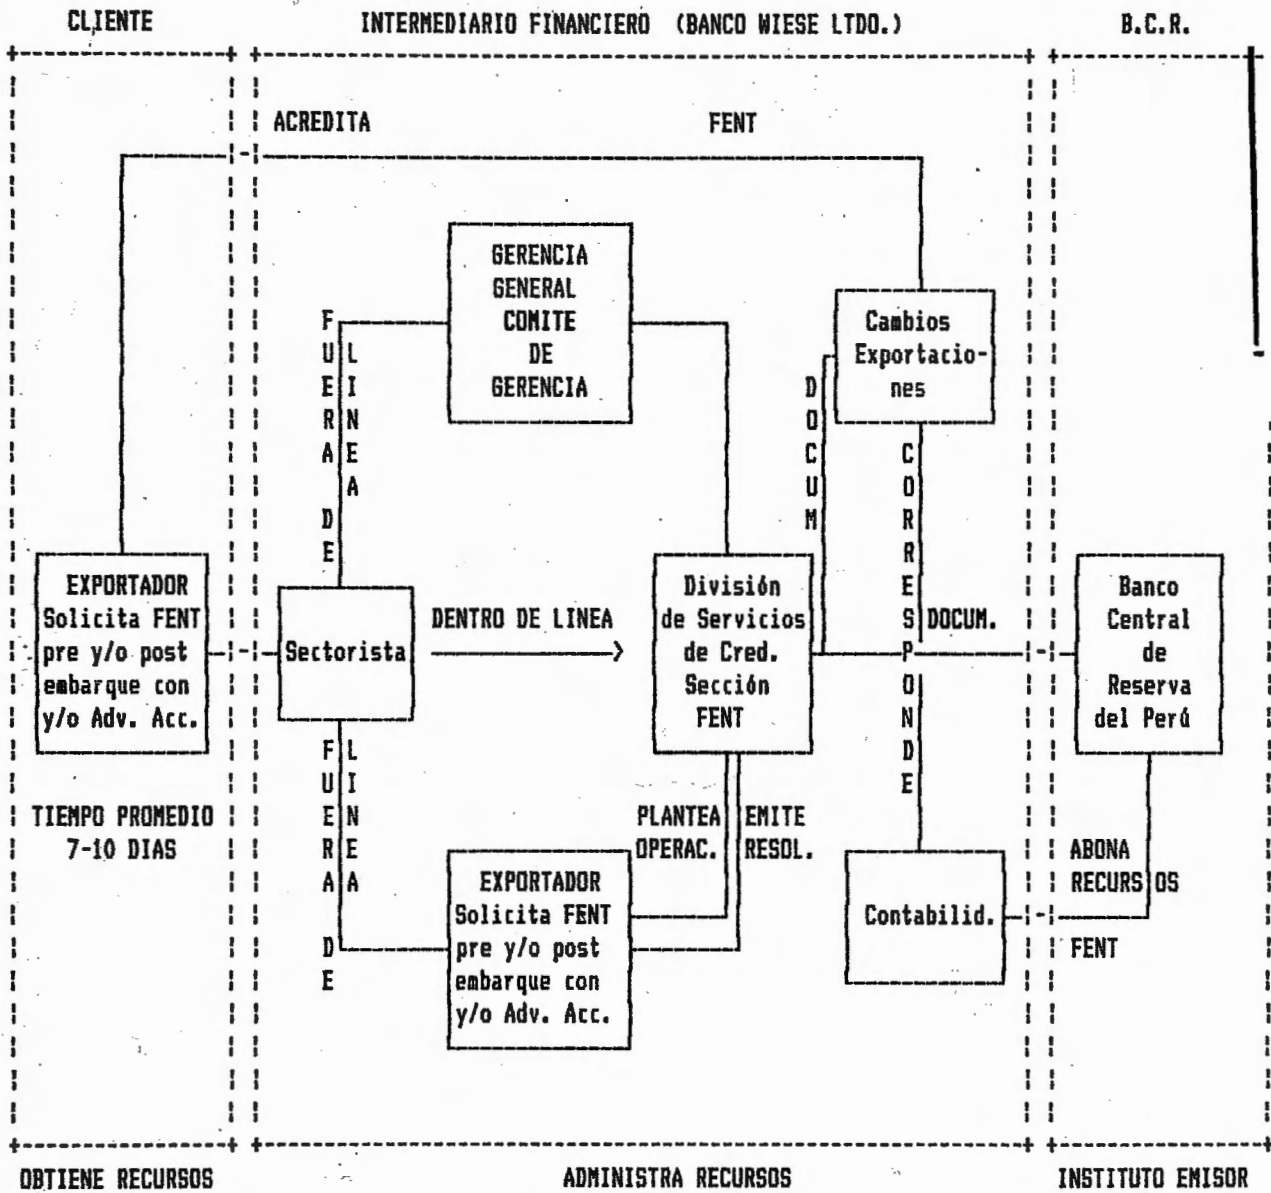 CLIENTE
INTERMEDIARIO FINANCIERO (BANCO WIESE LTDO.)
B.C.R.
ACREDITA
FENT
GERENCIA
GENERAL
COMITE
DE
GERENCIA
FUERA DE
LINEA
Cambios
Exportacio-
nes
DOCUM
CORRESPONDE
EXPORTADOR
Solicita FENT
pre y/o post
embarque con
y/o Adv. Acc.
Sectorista
DENTRO DE LINEA
División
de Servicios
de Cred.
Sección
FENT
DOCUM.
Banco
Central
de
Reserva
del Perú
TIEMPO PROMEDIO
7-10 DIAS
FUERA DE
LINEA
PLANTEA
OPERAC.
EMITE
RESOL.
EXPORTADOR
Solicita FENT
pre y/o post
embarque con
y/o Adv. Acc.
Contabilid.
ABONA
RECURSOS
FENT
OBTIENE RECURSOS
ADMINISTRA RECURSOS
INSTITUTO EMISOR